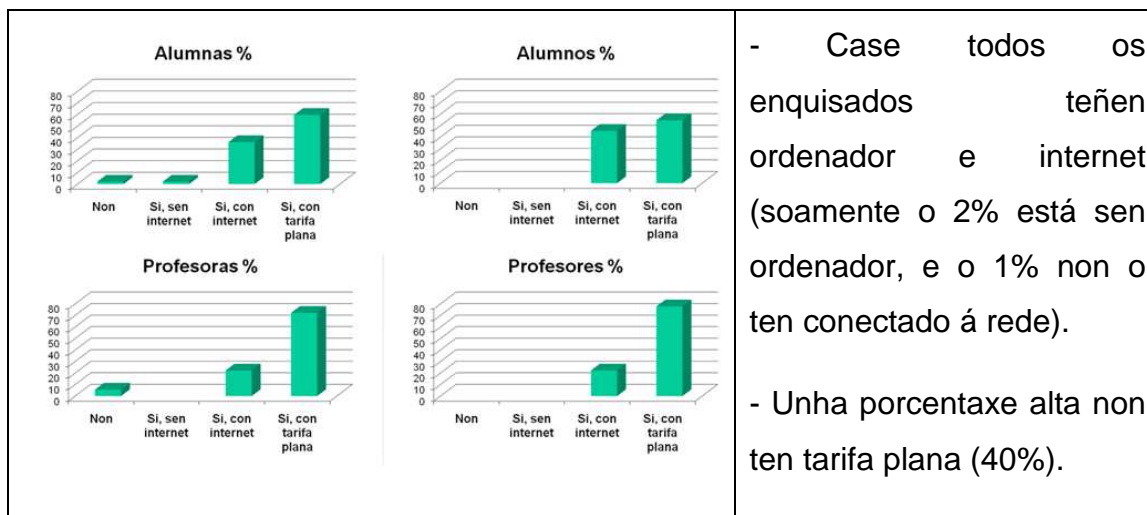 Alumnas %
80
70
60
50
40
30
20
10
0
Non
Si, sen internet
Si, con internet
Si, con tarifa plana
Alumnos %
80
70
60
50
40
30
20
10
0
Non
Si, sen internet
Si, con internet
Si, con tarifa plana
Profesoras %
80
70
60
50
40
30
20
10
0
Non
Si, sen internet
Si, con internet
Si, con tarifa plana
Profesores %
80
70
60
50
40
30
20
10
0
Non
Si, sen internet
Si, con internet
Si, con tarifa plana
- Case todos os
enquisados teñen
ordenador e internet
(soamente o 2% está sen
ordenador, e o 1% non o
ten conectado á rede).
- Unha porcentaxe alta non
ten tarifa plana (40%).